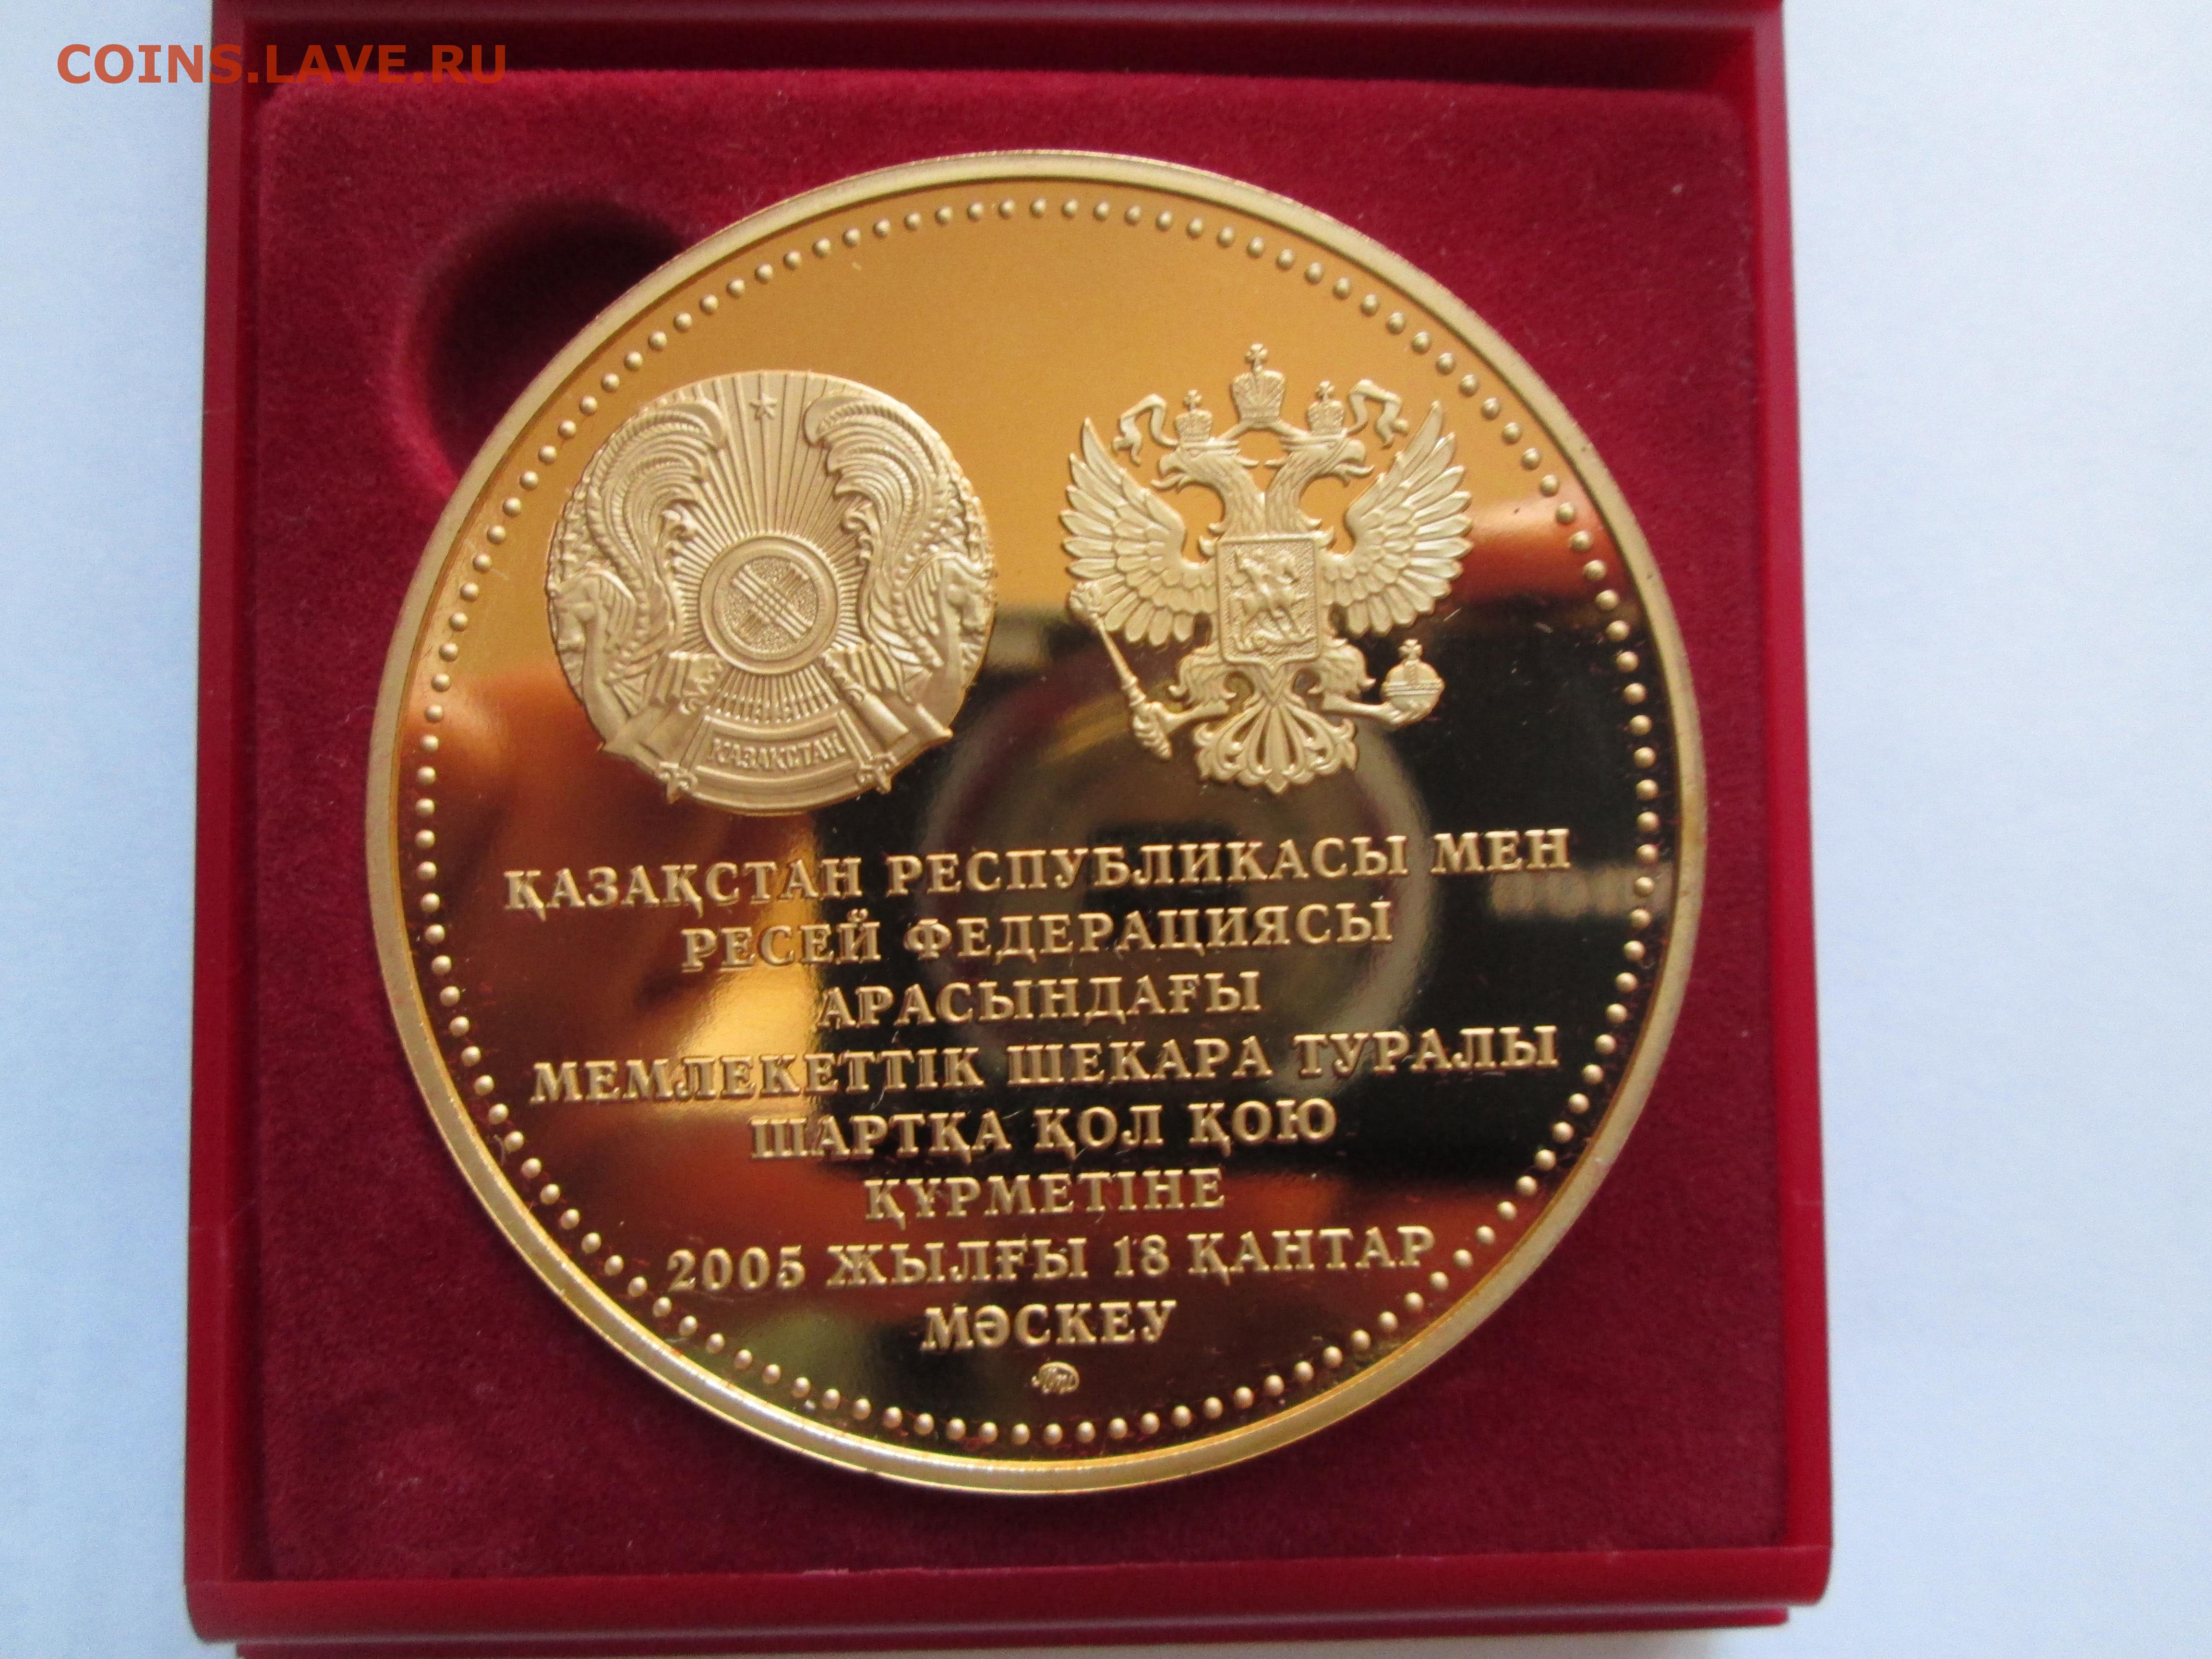 COINS.LAVE.RU
ҚАЗАҚСТАН
ҚАЗАҚСТАН РЕСПУБЛИКАСЫ МЕН
РЕСЕЙ ФЕДЕРАЦИЯСЫ
АРАСЫНДАҒЫ
МЕМЛЕКЕТТІК ШЕКАРА ТУРАЛЫ
ШАРТҚА ҚОЛ ҚОЮ
ҚҰРМЕТІНЕ
2005 ЖЫЛҒЫ 18 ҚАНТАР
МӘСКЕУ